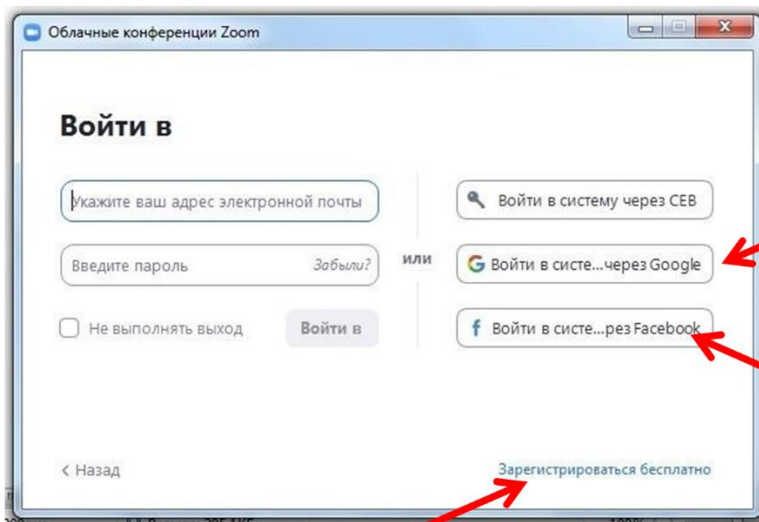 Облачные конференции Zoom
Войти в
Укажите ваш адрес электронной почты
Введите пароль
Забыли?
Не выполнять выход
Войти в
или
Войти в систему через СЕВ
Войти в систе...через Google
Войти в систе...рез Facebook
< Назад
Зарегистрироваться бесплатно